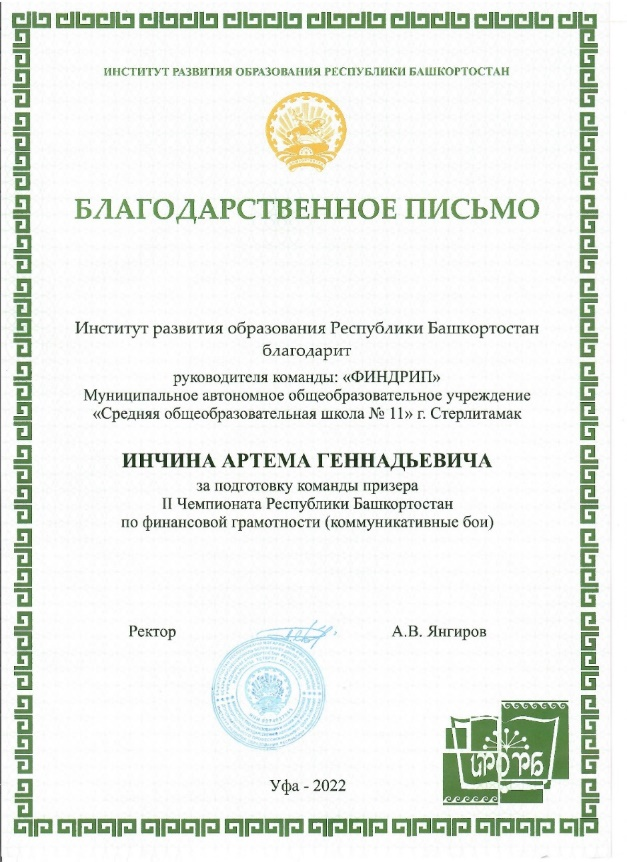 ИНСТИТУТ РАЗВИТИЯ ОБРАЗОВАНИЯ РЕСПУБЛИКИ БАШКОРТОСТАН
БЛАГОДАРСТВЕННОЕ ПИСЬМО
Институт развития образования Республики Башкортостан
благодарит
руководителя команды: «ФИНДРИП»
Муниципальное автономное общеобразовательное учреждение
«Средняя общеобразовательная школа № 11» г. Стерлитамак
ИНЧИНА АРТЕМА ГЕННАДЬЕВИЧА
за подготовку команды призера
II Чемпионата Республики Башкортостан
по финансовой грамотности (коммуникативные бои)
Ректор
А.В. Янгиров
ИРО РБ
Уфа - 2022